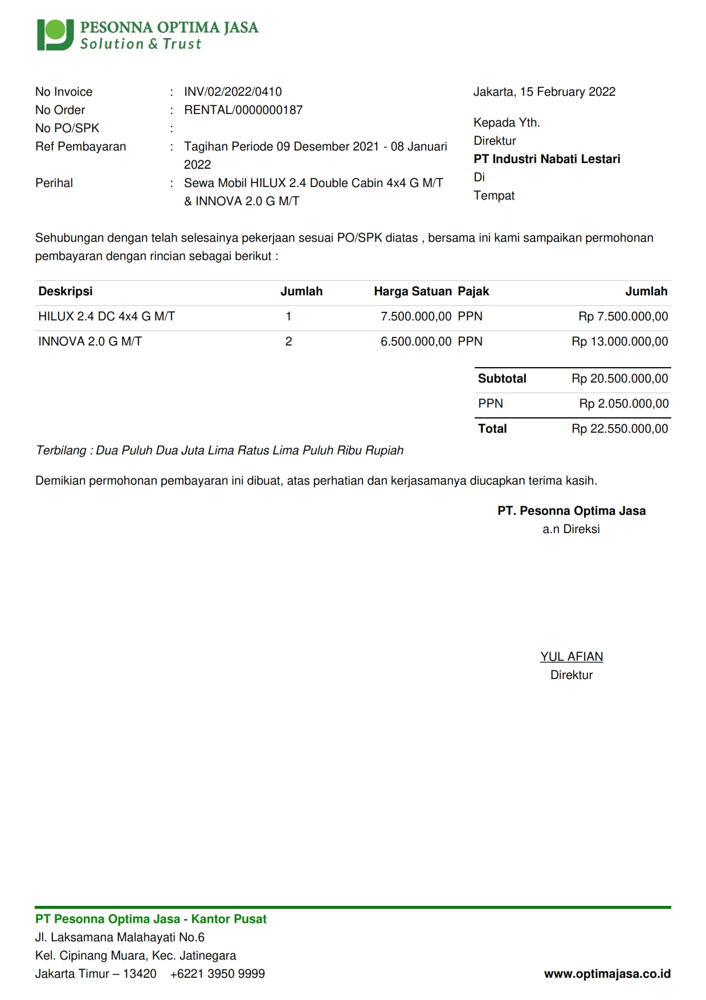 PESONNA OPTIMA JASA
Solution & Trust
No Invoice : INV/02/2022/0410
No Order : RENTAL/0000000187
No PO/SPK :
Ref Pembayaran : Tagihan Periode 09 Desember 2021 - 08 Januari
2022
Perihal : Sewa Mobil HILUX 2.4 Double Cabin 4x4 G M/T
& INNOVA 2.0 G M/T
Jakarta, 15 February 2022
Kepada Yth.
Direktur
PT Industri Nabati Lestari
Di
Tempat
Sehubungan dengan telah selesainya pekerjaan sesuai PO/SPK diatas , bersama ini kami sampaikan permohonan
pembayaran dengan rincian sebagai berikut :
Deskripsi Jumlah Harga Satuan Pajak Jumlah
HILUX 2.4 DC 4x4 G M/T 1 7.500.000,00 PPN Rp 7.500.000,00
INNOVA 2.0 G M/T 2 6.500.000,00 PPN Rp 13.000.000,00
Subtotal Rp 20.500.000,00
PPN Rp 2.050.000,00
Total Rp 22.550.000,00
Terbilang : Dua Puluh Dua Juta Lima Ratus Lima Puluh Ribu Rupiah
Demikian permohonan pembayaran ini dibuat, atas perhatian dan kerjasamanya diucapkan terima kasih.
PT. Pesonna Optima Jasa
a.n Direksi
YUL AFIAN
Direktur
PT Pesonna Optima Jasa - Kantor Pusat
Jl. Laksamana Malahayati No.6
Kel. Cipinang Muara, Kec. Jatinegara
Jakarta Timur – 13420 +6221 3950 9999
www.optimajasa.co.id